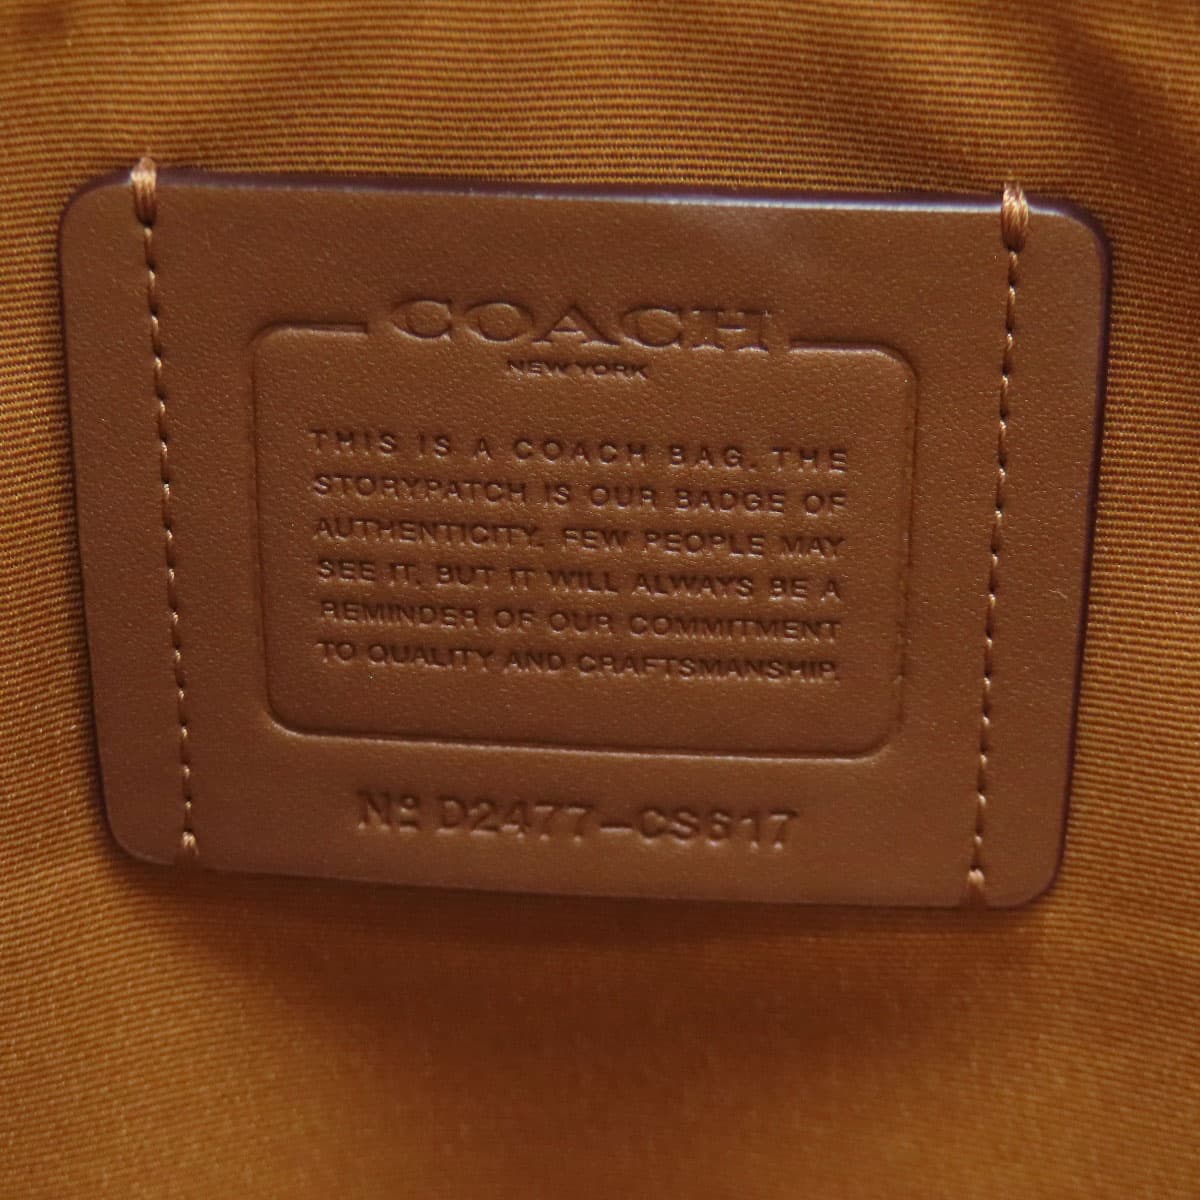 COACH
NEW YORK
THIS IS A COACH BAG. THE
STORYPATCH IS OUR BADGE OF
AUTHENTICITY. FEW PEOPLE MAY
SEE IT, BUT IT WILL ALWAYS BE A
REMINDER OF OUR COMMITMENT
TO QUALITY AND CRAFTSMANSHIP.
Nº D2477-CS617